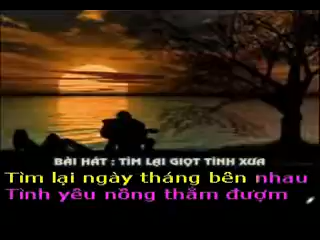 BÀI HÁT : TÌM LẠI GIỌT TÌNH XƯA
Tìm lại ngày tháng bên nhau
Tình yêu nồng thắm đượm